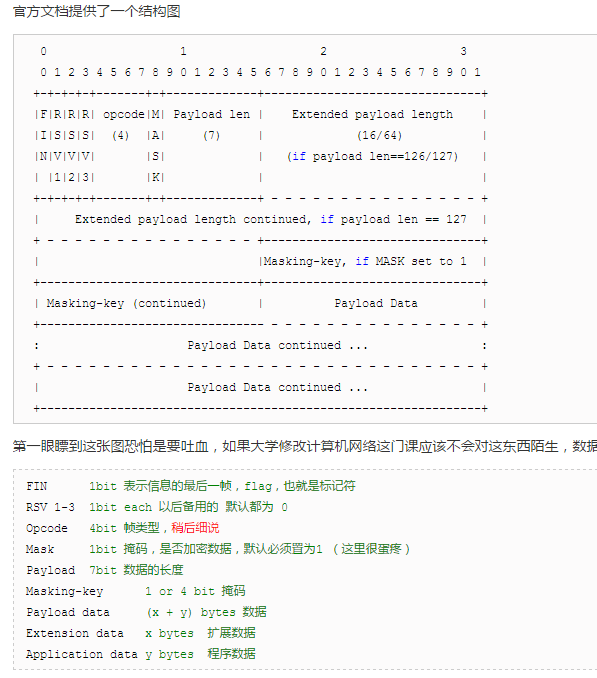 官方文档提供了一个结构图
0                   1                   2                   3
0 1 2 3 4 5 6 7 8 9 0 1 2 3 4 5 6 7 8 9 0 1 2 3 4 5 6 7 8 9 0 1
+-+-+-+-+-------+-+-------------+-------------------------------+
|F|R|R|R| opcode|M| Payload len |    Extended payload length    |
|I|S|S|S|  (4)  |A|     (7)     |             (16/64)           |
|N|V|V|V|       |S|             |   (if payload len==126/127)   |
| |1|2|3|       |K|             |                               |
+-+-+-+-+-------+-+-------------+ - - - - - - - - - - - - - - - +
|     Extended payload length continued, if payload len == 127  |
+ - - - - - - - - - - - - - - - +-------------------------------+
|                               |Masking-key, if MASK set to 1  |
+-------------------------------+-------------------------------+
| Masking-key (continued)       |          Payload Data         |
+-------------------------------- - - - - - - - - - - - - - - - +
:                     Payload Data continued ...                :
+ - - - - - - - - - - - - - - - - - - - - - - - - - - - - - - - +
|                     Payload Data continued ...                |
+---------------------------------------------------------------+
第一眼瞟到这张图恐怕是要吐血，如果大学修改计算机网络这门课应该不会对这东西陌生，数据
FIN      1bit 表示信息的最后一帧，flag，也就是标记符
RSV 1-3  1bit each 以后备用的 默认都为 0
Opcode   4bit 帧类型，稍后细说
Mask     1bit 掩码，是否加密数据，默认必须置为1 （这里很蛋疼）
Payload  7bit 数据的长度
Masking-key      1 or 4 bit 掩码
Payload data     (x + y) bytes 数据
Extension data   x bytes  扩展数据
Application data y bytes  程序数据